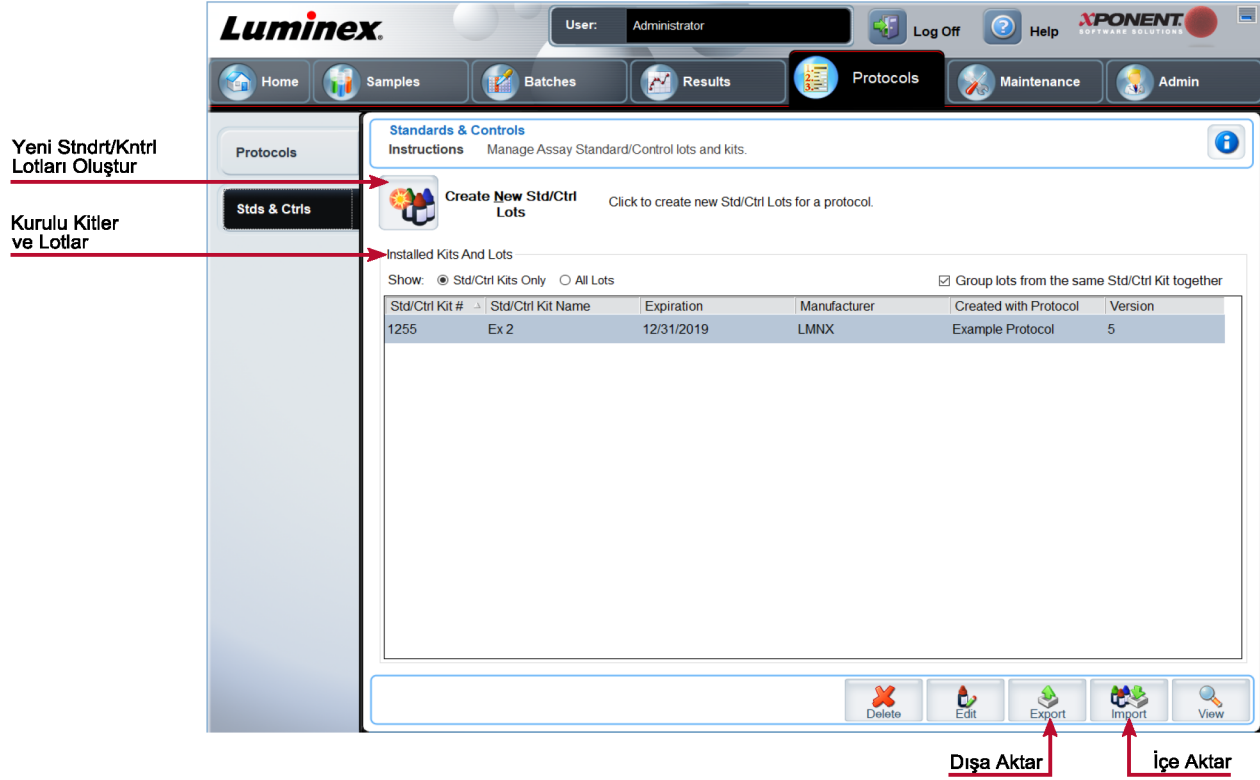 Luminex.
User: Administrator
Log Off
Help
XPONENT.
SOFTWARE SOLUTIONS
Home
Samples
Batches
Results
Protocols
Maintenance
Admin
Yeni Stndrt/Kntrl
Lotları Oluştur
Kurulu Kitler
ve Lotlar
Protocols
Stds & Ctrls
Standards & Controls
Instructions Manage Assay Standard/Control lots and kits.
Create New Std/Ctrl
Lots
Click to create new Std/Ctrl Lots for a protocol.
Installed Kits And Lots
Show: Std/Ctrl Kits Only All Lots
Group lots from the same Std/Ctrl Kit together
Std/Ctrl Kit # Std/Ctrl Kit Name Expiration Manufacturer Created with Protocol Version
1255 Ex 2 12/31/2019 LMNX Example Protocol 5
Delete
Edit
Export
Import
View
Dışa Aktar
İçe Aktar